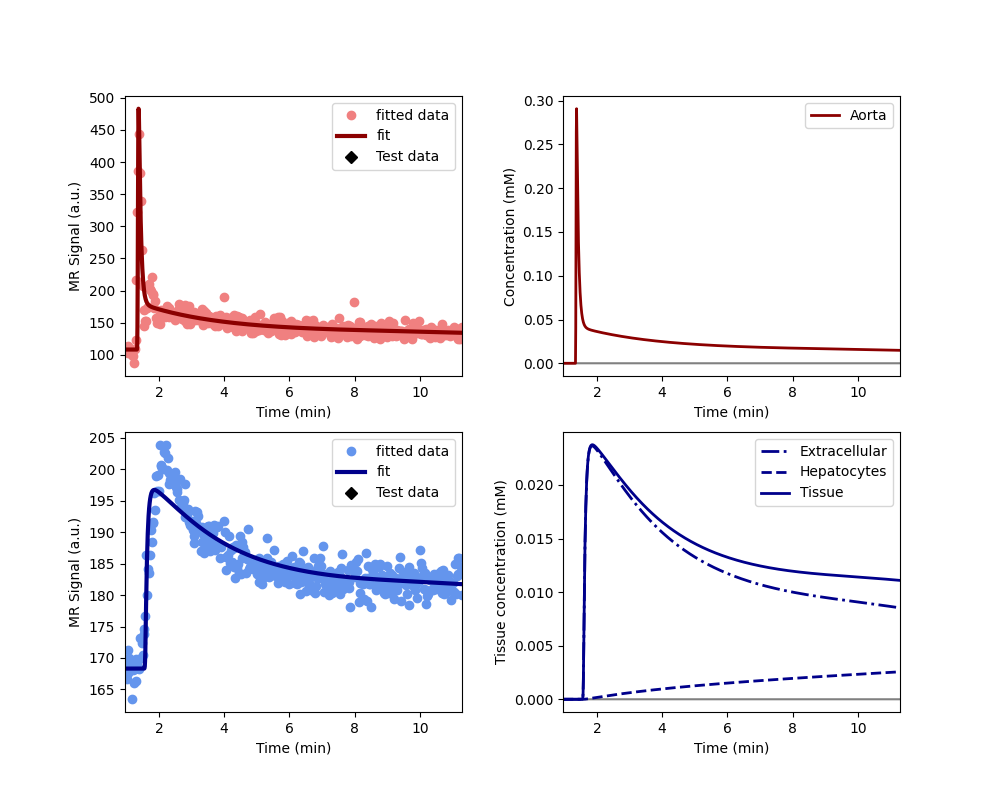 500
450
400
350
300
250
200
150
100
MR Signal (a.u.)
fitted data
fit
Test data
2 4 6 8 10
Time (min)
0.30
0.25
0.20
0.15
0.10
0.05
0.00
Concentration (mM)
Aorta
2 4 6 8 10
Time (min)
205
200
195
190
185
180
175
170
165
MR Signal (a.u.)
fitted data
fit
Test data
2 4 6 8 10
Time (min)
0.020
0.015
0.010
0.005
0.000
Tissue concentration (mM)
Extracellular
Hepatocytes
Tissue
2 4 6 8 10
Time (min)